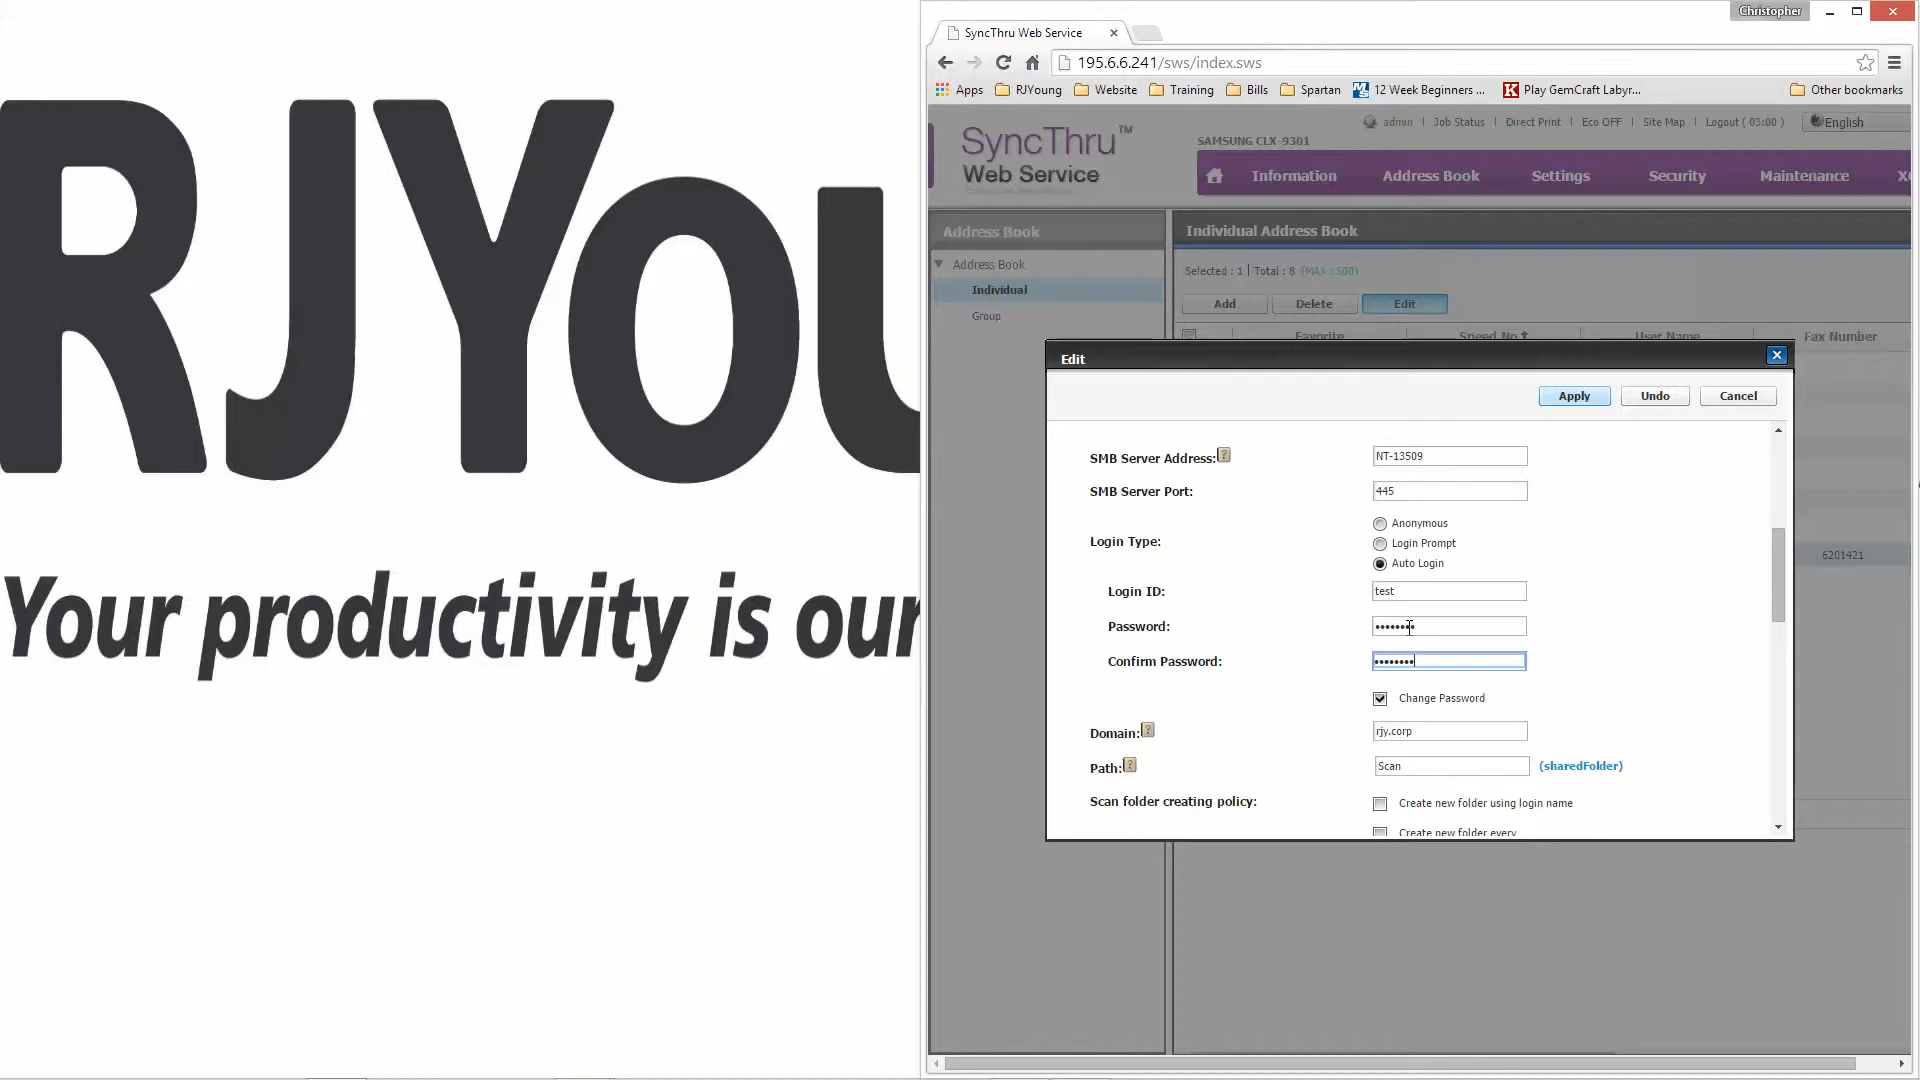 RJYou
Your productivity is our
Christopher
SyncThru Web Service
195.6.6.241/sws/index.sws
Apps RJYoung Website Training Bills Spartan 12 Week Beginners ... Play GemCraft Labyr... Other bookmarks
SyncThru™
Web Service
admin | Job Status | Direct Print | Eco OFF | Site Map | Logout ( 03:00 ) English
SAMSUNG CLX-9301
Information Address Book Settings Security Maintenance
Address Book
Address Book
Individual
Group
Individual Address Book
Selected : 1 | Total : 8 (MAX : 500)
Add Delete Edit
Favorite Speed No User Name Fax Number
6201421
Edit
Apply Undo Cancel
SMB Server Address: ? NT-13509
SMB Server Port: 445
Login Type:
Anonymous
Login Prompt
Auto Login
Login ID: test
Password: ••••••••
Confirm Password: ••••••••
Change Password
Domain: ? rjy.corp
Path: ? Scan (sharedFolder)
Scan folder creating policy: Create new folder using login name
Create new folder every